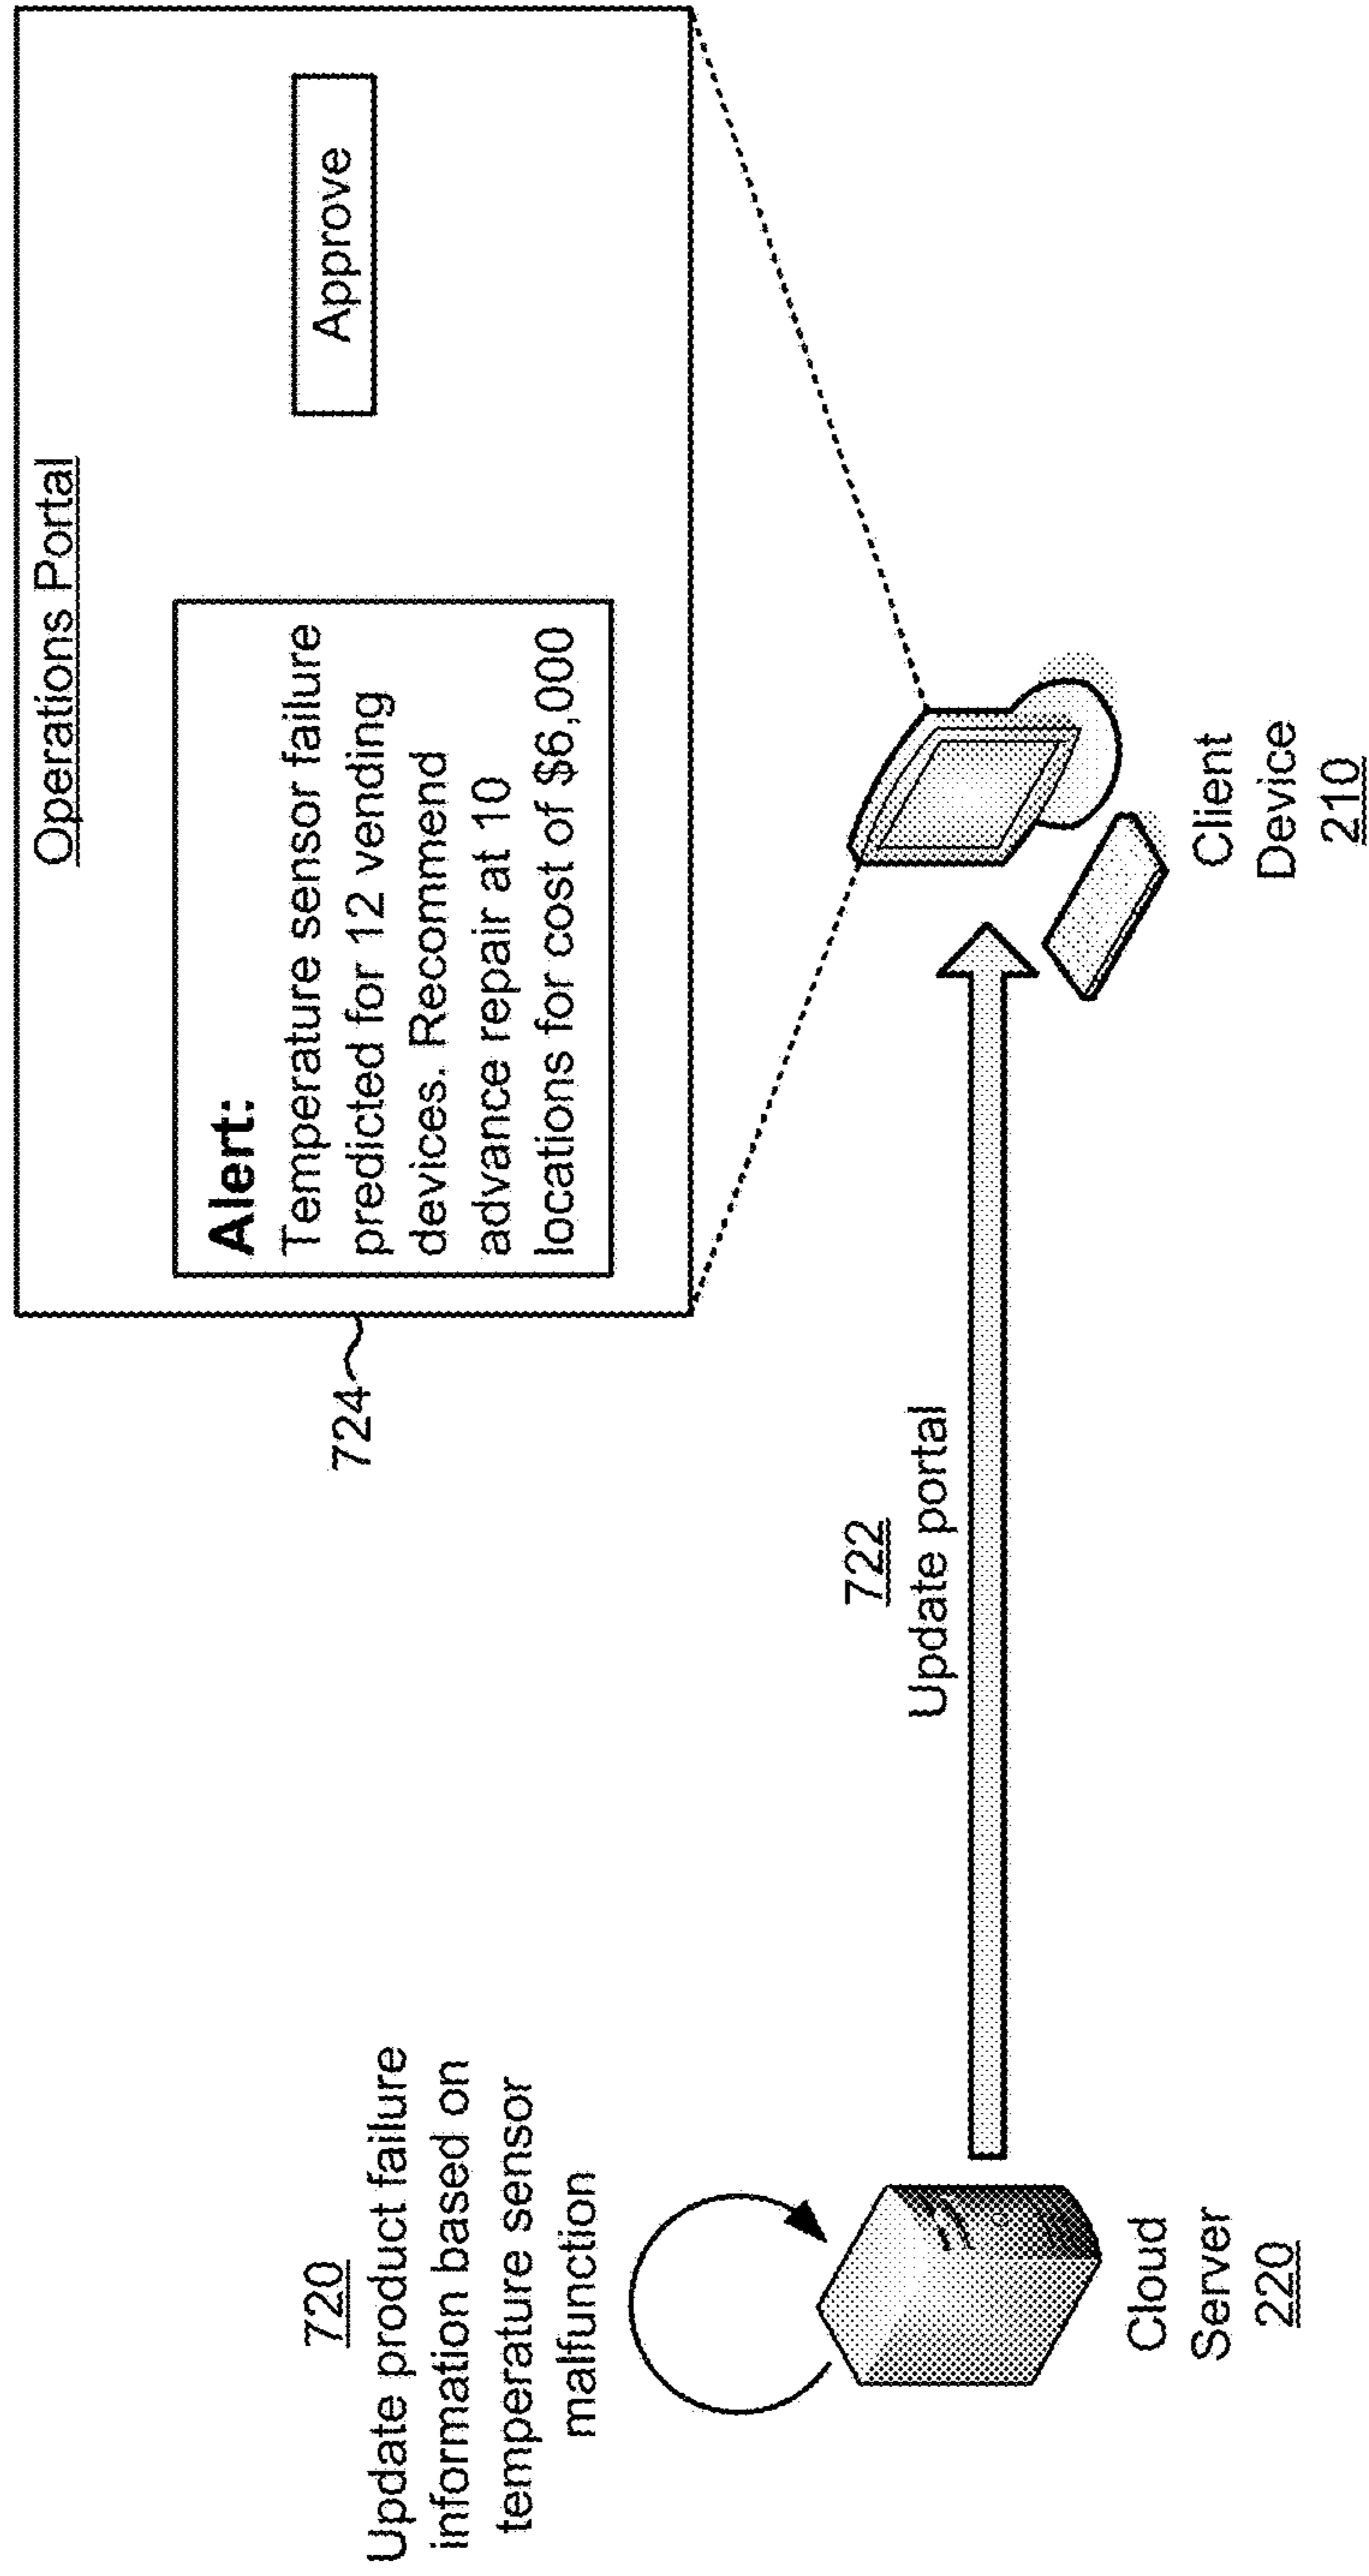 720
Update product failure
information based on
temperature sensor
malfunction
Cloud
Server
220
722
Update portal
724
Operations Portal
Alert:
Temperature sensor failure
predicted for 12 vending
devices. Recommend
advance repair at 10
locations for cost of $6,000
Approve
Client
Device
210